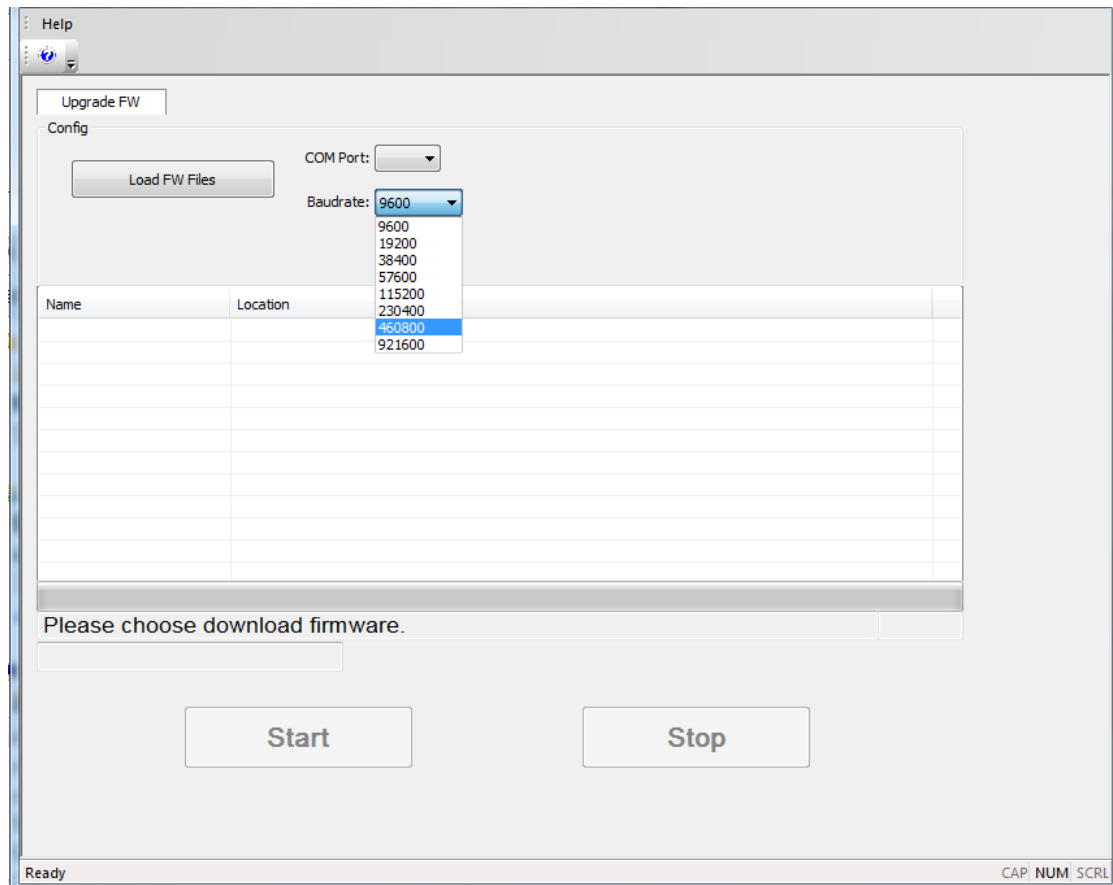 Help
Upgrade FW
Config
Load FW Files
COM Port:
Baudrate: 9600
9600
19200
38400
57600
115200
230400
460800
921600
Name Location
Please choose download firmware.
Start Stop
Ready CAP NUM SCRL